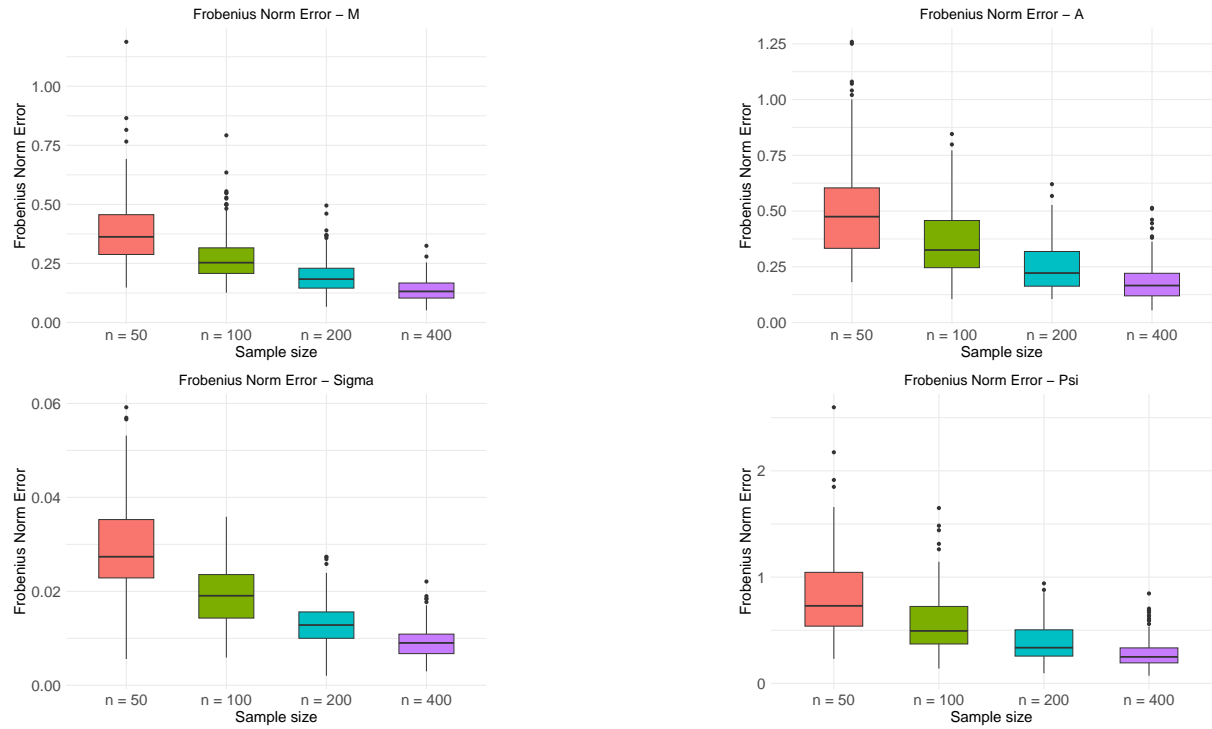 Frobenius Norm Error – M
Frobenius Norm Error
1.00
0.75
0.50
0.25
0.00
n = 50 n = 100 n = 200 n = 400
Sample size
Frobenius Norm Error – A
Frobenius Norm Error
1.25
1.00
0.75
0.50
0.25
0.00
n = 50 n = 100 n = 200 n = 400
Sample size
Frobenius Norm Error – Sigma
Frobenius Norm Error
0.06
0.04
0.02
0.00
n = 50 n = 100 n = 200 n = 400
Sample size
Frobenius Norm Error – Psi
Frobenius Norm Error
2
1
0
n = 50 n = 100 n = 200 n = 400
Sample size